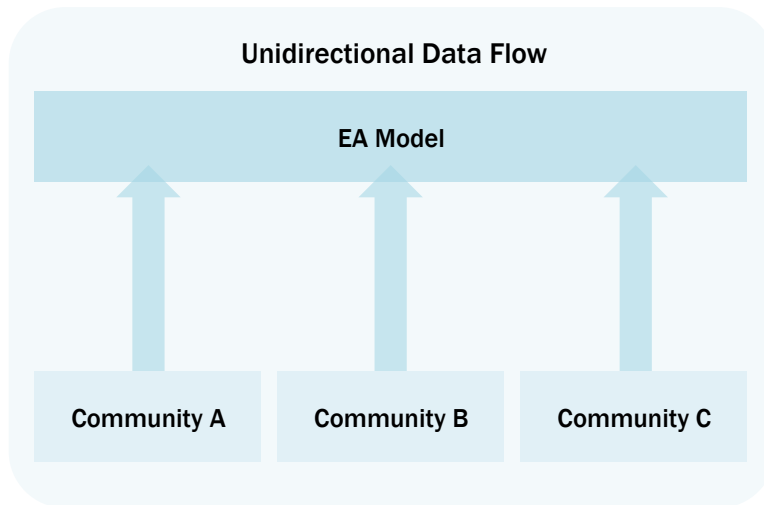 Unidirectional Data Flow
EA Model
Community A
Community B
Community C